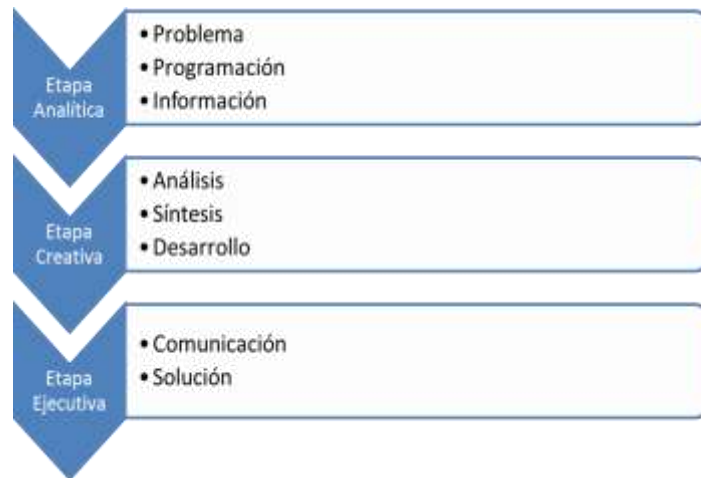 Etapa
Analítica
• Problema
• Programación
• Información
Etapa
Creativa
• Análisis
• Síntesis
• Desarrollo
Etapa
Ejecutiva
• Comunicación
• Solución